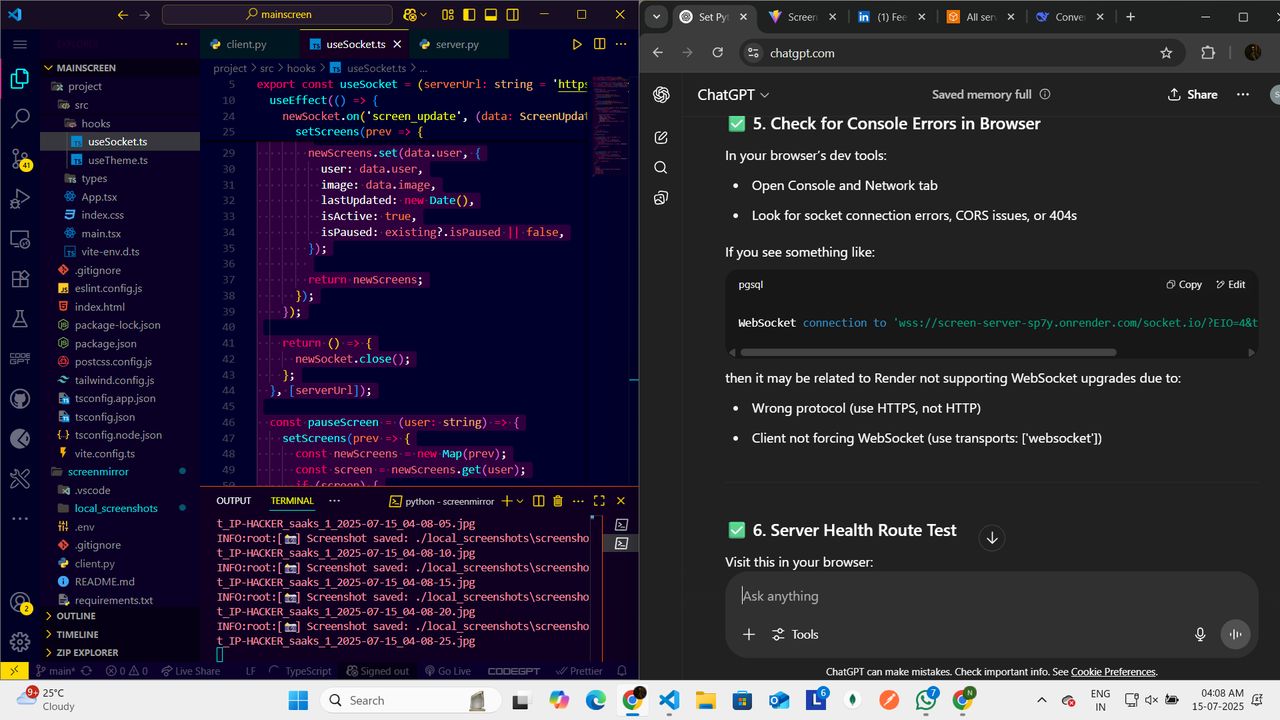 mainscreen
EXPLORER
MAINSCREEN
project
src
hooks
useSocket.ts
useTheme.ts
types
App.tsx
index.css
main.tsx
vite-env.d.ts
.gitignore
eslint.config.js
index.html
package-lock.json
package.json
postcss.config.js
tailwind.config.js
tsconfig.app.json
tsconfig.json
tsconfig.node.json
vite.config.ts
screenmirror
.vscode
local_screenshots
.env
.gitignore
client.py
README.md
requirements.txt
OUTLINE
TIMELINE
ZIP EXPLORER
41
2
client.py
useSocket.ts
server.py
project > src > hooks > useSocket.ts > ...
5 export const useSocket = (serverUrl: string = 'https
10 useEffect(() => {
24 newSocket.on('screen_update', (data: ScreenUpdat
25 setScreens(prev => {
29 newScreens.set(data.user, {
30 user: data.user,
31 image: data.image,
32 lastUpdated: new Date(),
33 isActive: true,
34 isPaused: existing?.isPaused || false,
35 });
36
37 return newScreens;
38 });
39 });
40
41 return () => {
42 newSocket.close();
43 };
44 }, [serverUrl]);
45
46 const pauseScreen = (user: string) => {
47 setScreens(prev => {
48 const newScreens = new Map(prev);
49 const screen = newScreens.get(user);
50 if (screen) {
OUTPUT TERMINAL ... python - screenmirror
t_IP-HACKER_saaks_1_2025-07-15_04-08-05.jpg
INFO:root:[📷] Screenshot saved: ./local_screenshots\screensho
t_IP-HACKER_saaks_1_2025-07-15_04-08-10.jpg
INFO:root:[📷] Screenshot saved: ./local_screenshots\screensho
t_IP-HACKER_saaks_1_2025-07-15_04-08-15.jpg
INFO:root:[📷] Screenshot saved: ./local_screenshots\screensho
t_IP-HACKER_saaks_1_2025-07-15_04-08-20.jpg
INFO:root:[📷] Screenshot saved: ./local_screenshots\screensho
t_IP-HACKER_saaks_1_2025-07-15_04-08-25.jpg
main* 0 0 Live Share LF TypeScript Signed out Go Live CODEGPT Prettier
Set Pyt
Screen
(1) Fee
All serv
Conver
chatgpt.com
ChatGPT
Saved memory full
Share
✅ 5. Check for Console Errors in Browser
In your browser's dev tools:
• Open Console and Network tab
• Look for socket connection errors, CORS issues, or 404s
If you see something like:
pgsql
Copy
Edit
WebSocket connection to 'wss://screen-server-sp7y.onrender.com/socket.io/?EIO=4&t
then it may be related to Render not supporting WebSocket upgrades due to:
• Wrong protocol (use HTTPS, not HTTP)
• Client not forcing WebSocket (use transports: ['websocket'])
✅ 6. Server Health Route Test
Visit this in your browser:
Ask anything
Tools
ChatGPT can make mistakes. Check important info. See Cookie Preferences.
9+
25°C
Cloudy
Search
6
7
N
ENG
IN
04:08 AM
15-07-2025